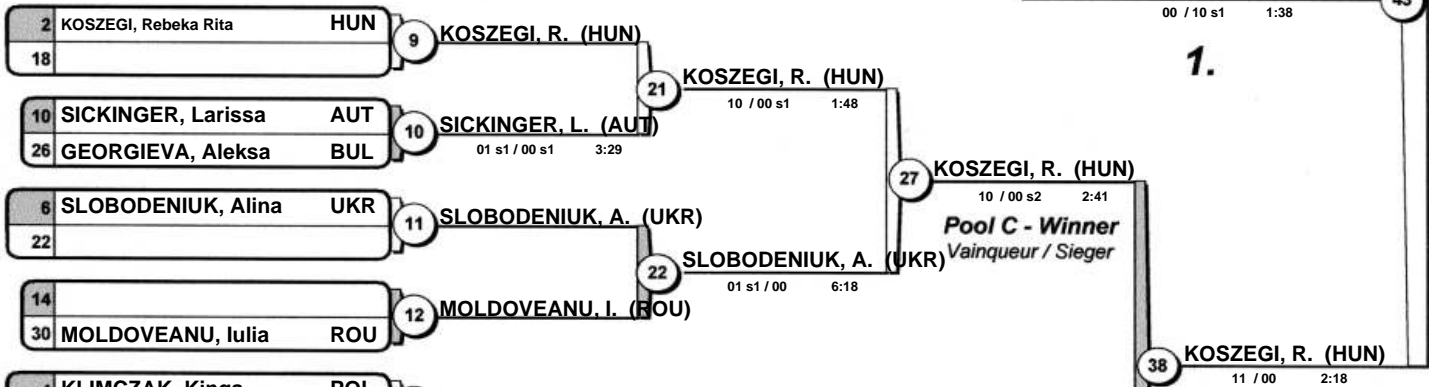 43
00 / 10 s1 1:38
1.
2 KOSZEGI, Rebeka Rita HUN
18
9
KOSZEGI, R. (HUN)
21
KOSZEGI, R. (HUN)
10 / 00 s1 1:48
10 SICKINGER, Larissa AUT
26 GEORGIEVA, Aleksa BUL
10
SICKINGER, L. (AUT)
01 s1 / 00 s1 3:29
27
KOSZEGI, R. (HUN)
10 / 00 s2 2:41
Pool C - Winner
Vainqueur / Sieger
6 SLOBODENIUK, Alina UKR
22
11
SLOBODENIUK, A. (UKR)
22
SLOBODENIUK, A. (UKR)
01 s1 / 00 6:18
14
30 MOLDOVEANU, Iulia ROU
12
MOLDOVEANU, I. (ROU)
38
KOSZEGI, R. (HUN)
11 / 00 2:18
KLIMCZAK, Kinga POL